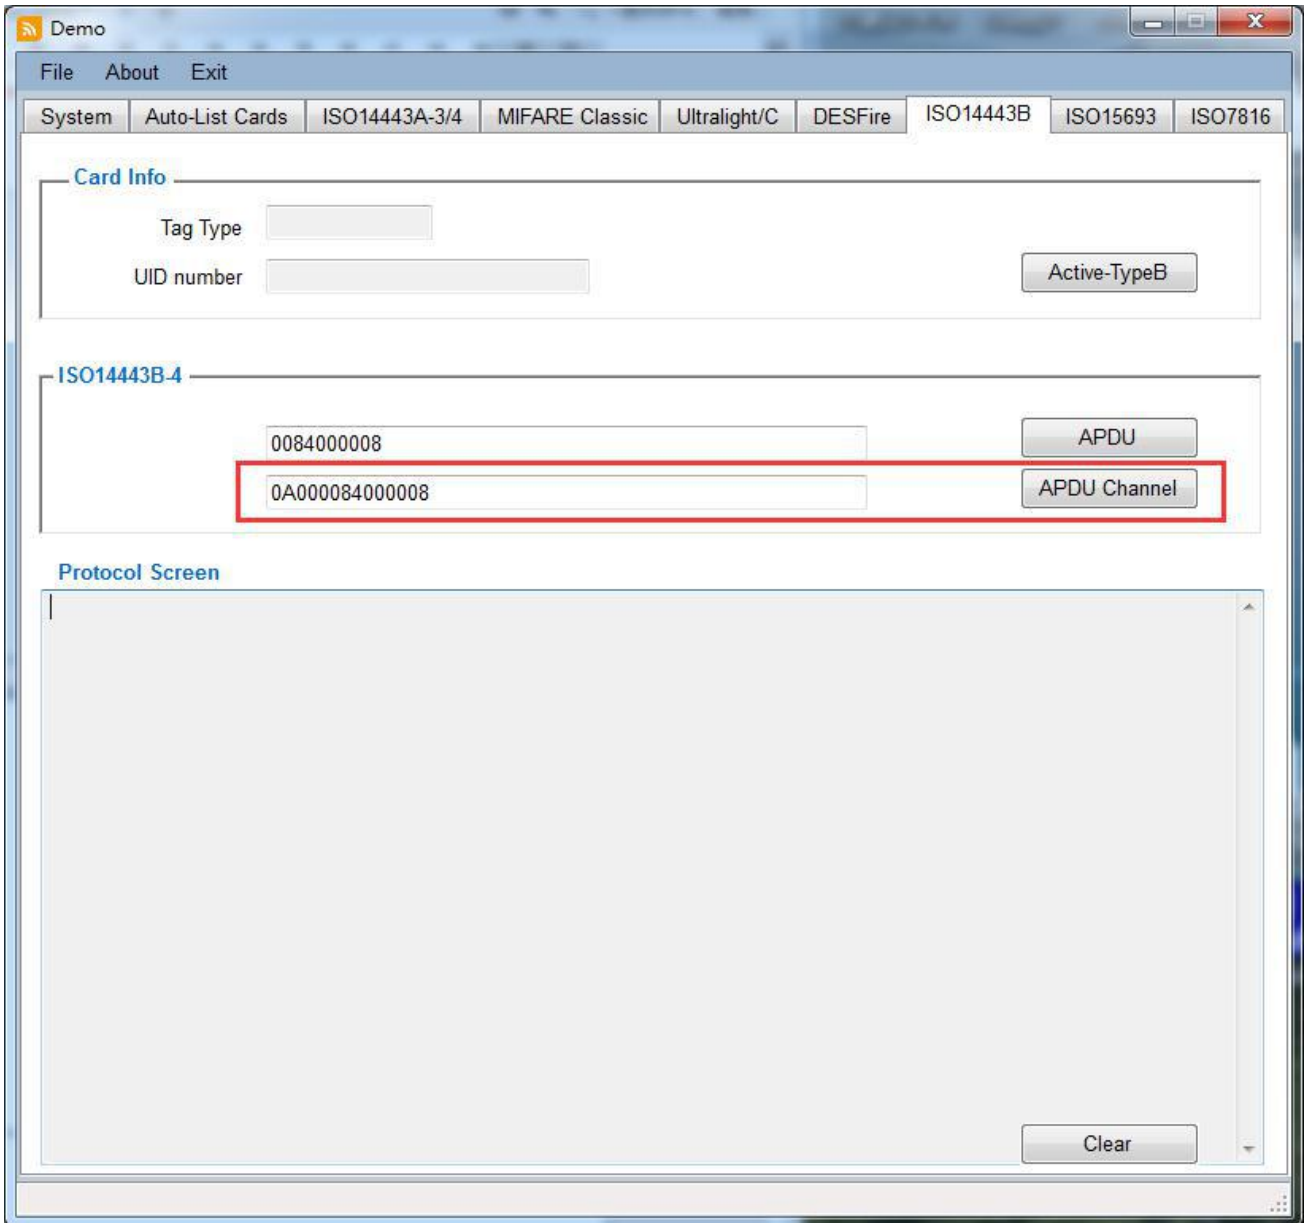 Demo
File About Exit
System Auto-List Cards ISO14443A-3/4 MIFARE Classic Ultralight/C DESFire ISO14443B ISO15693 ISO7816
Card Info
Tag Type
UID number Active-TypeB
ISO14443B-4
0084000008 APDU
0A000084000008 APDU Channel
Protocol Screen
Clear